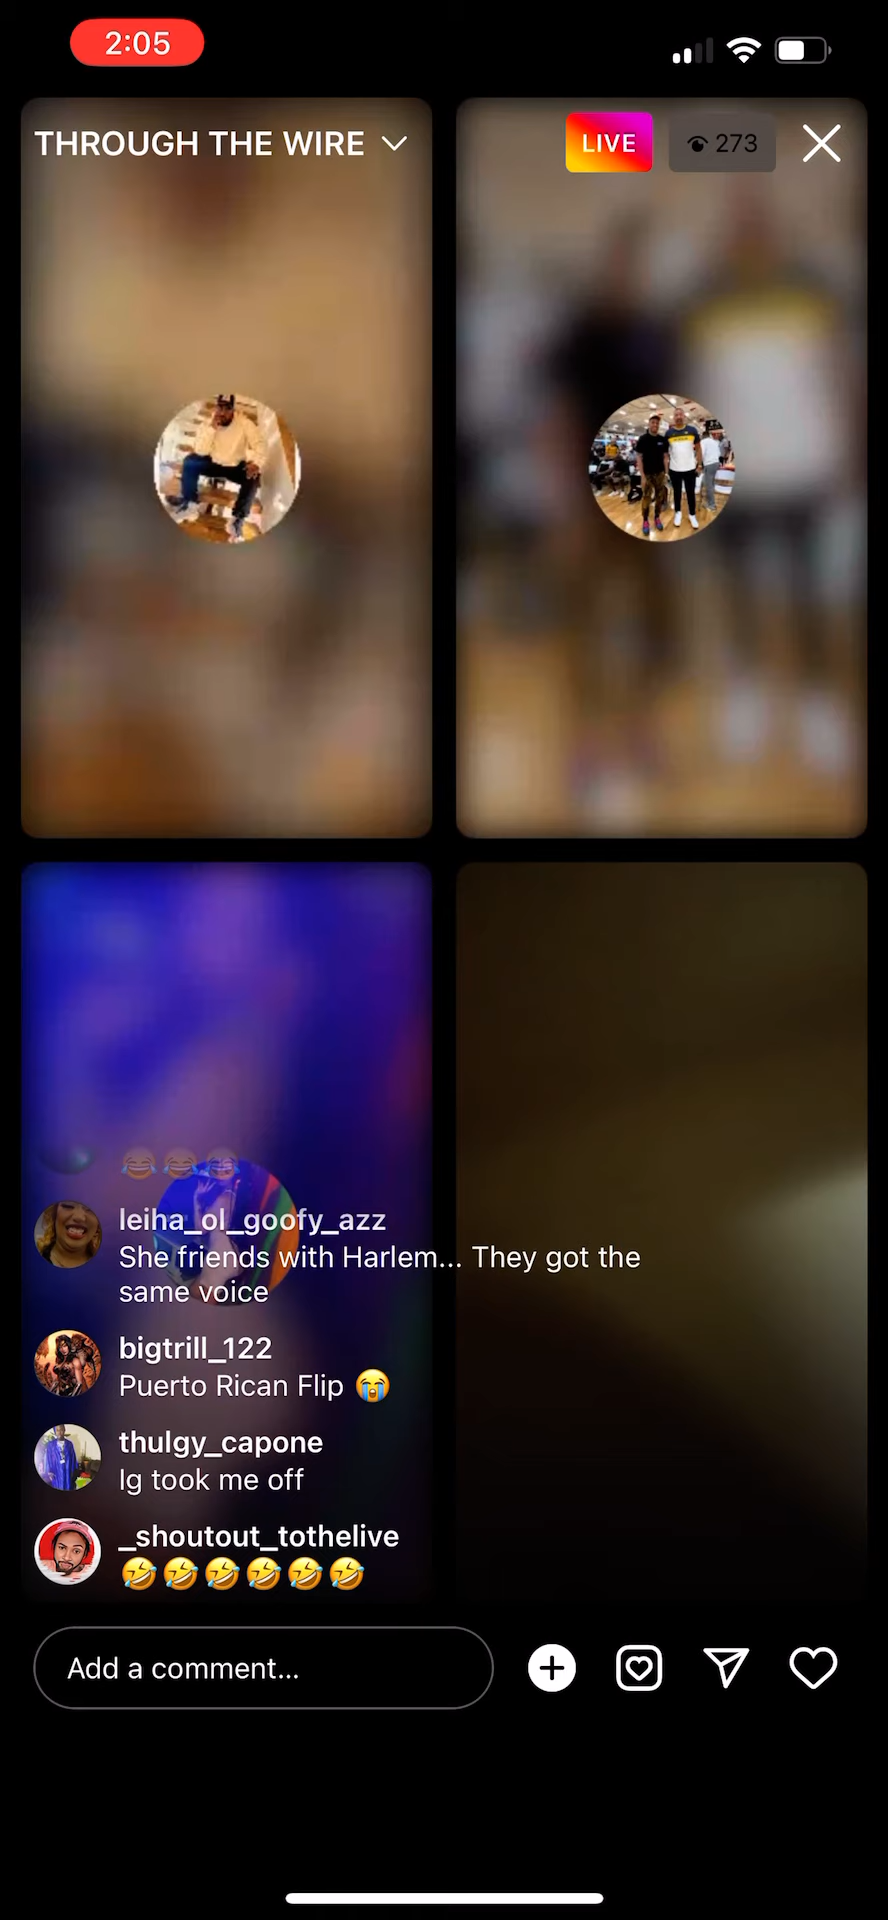 2:05
THROUGH THE WIRE
LIVE
273
😂😂😂
leiha_ol_goofy_azz
She friends with Harlem... They got the
same voice
bigtrill_122
Puerto Rican Flip 😭
thulgy_capone
Ig took me off
_shoutout_tothelive
🤣🤣🤣🤣🤣🤣
Add a comment...